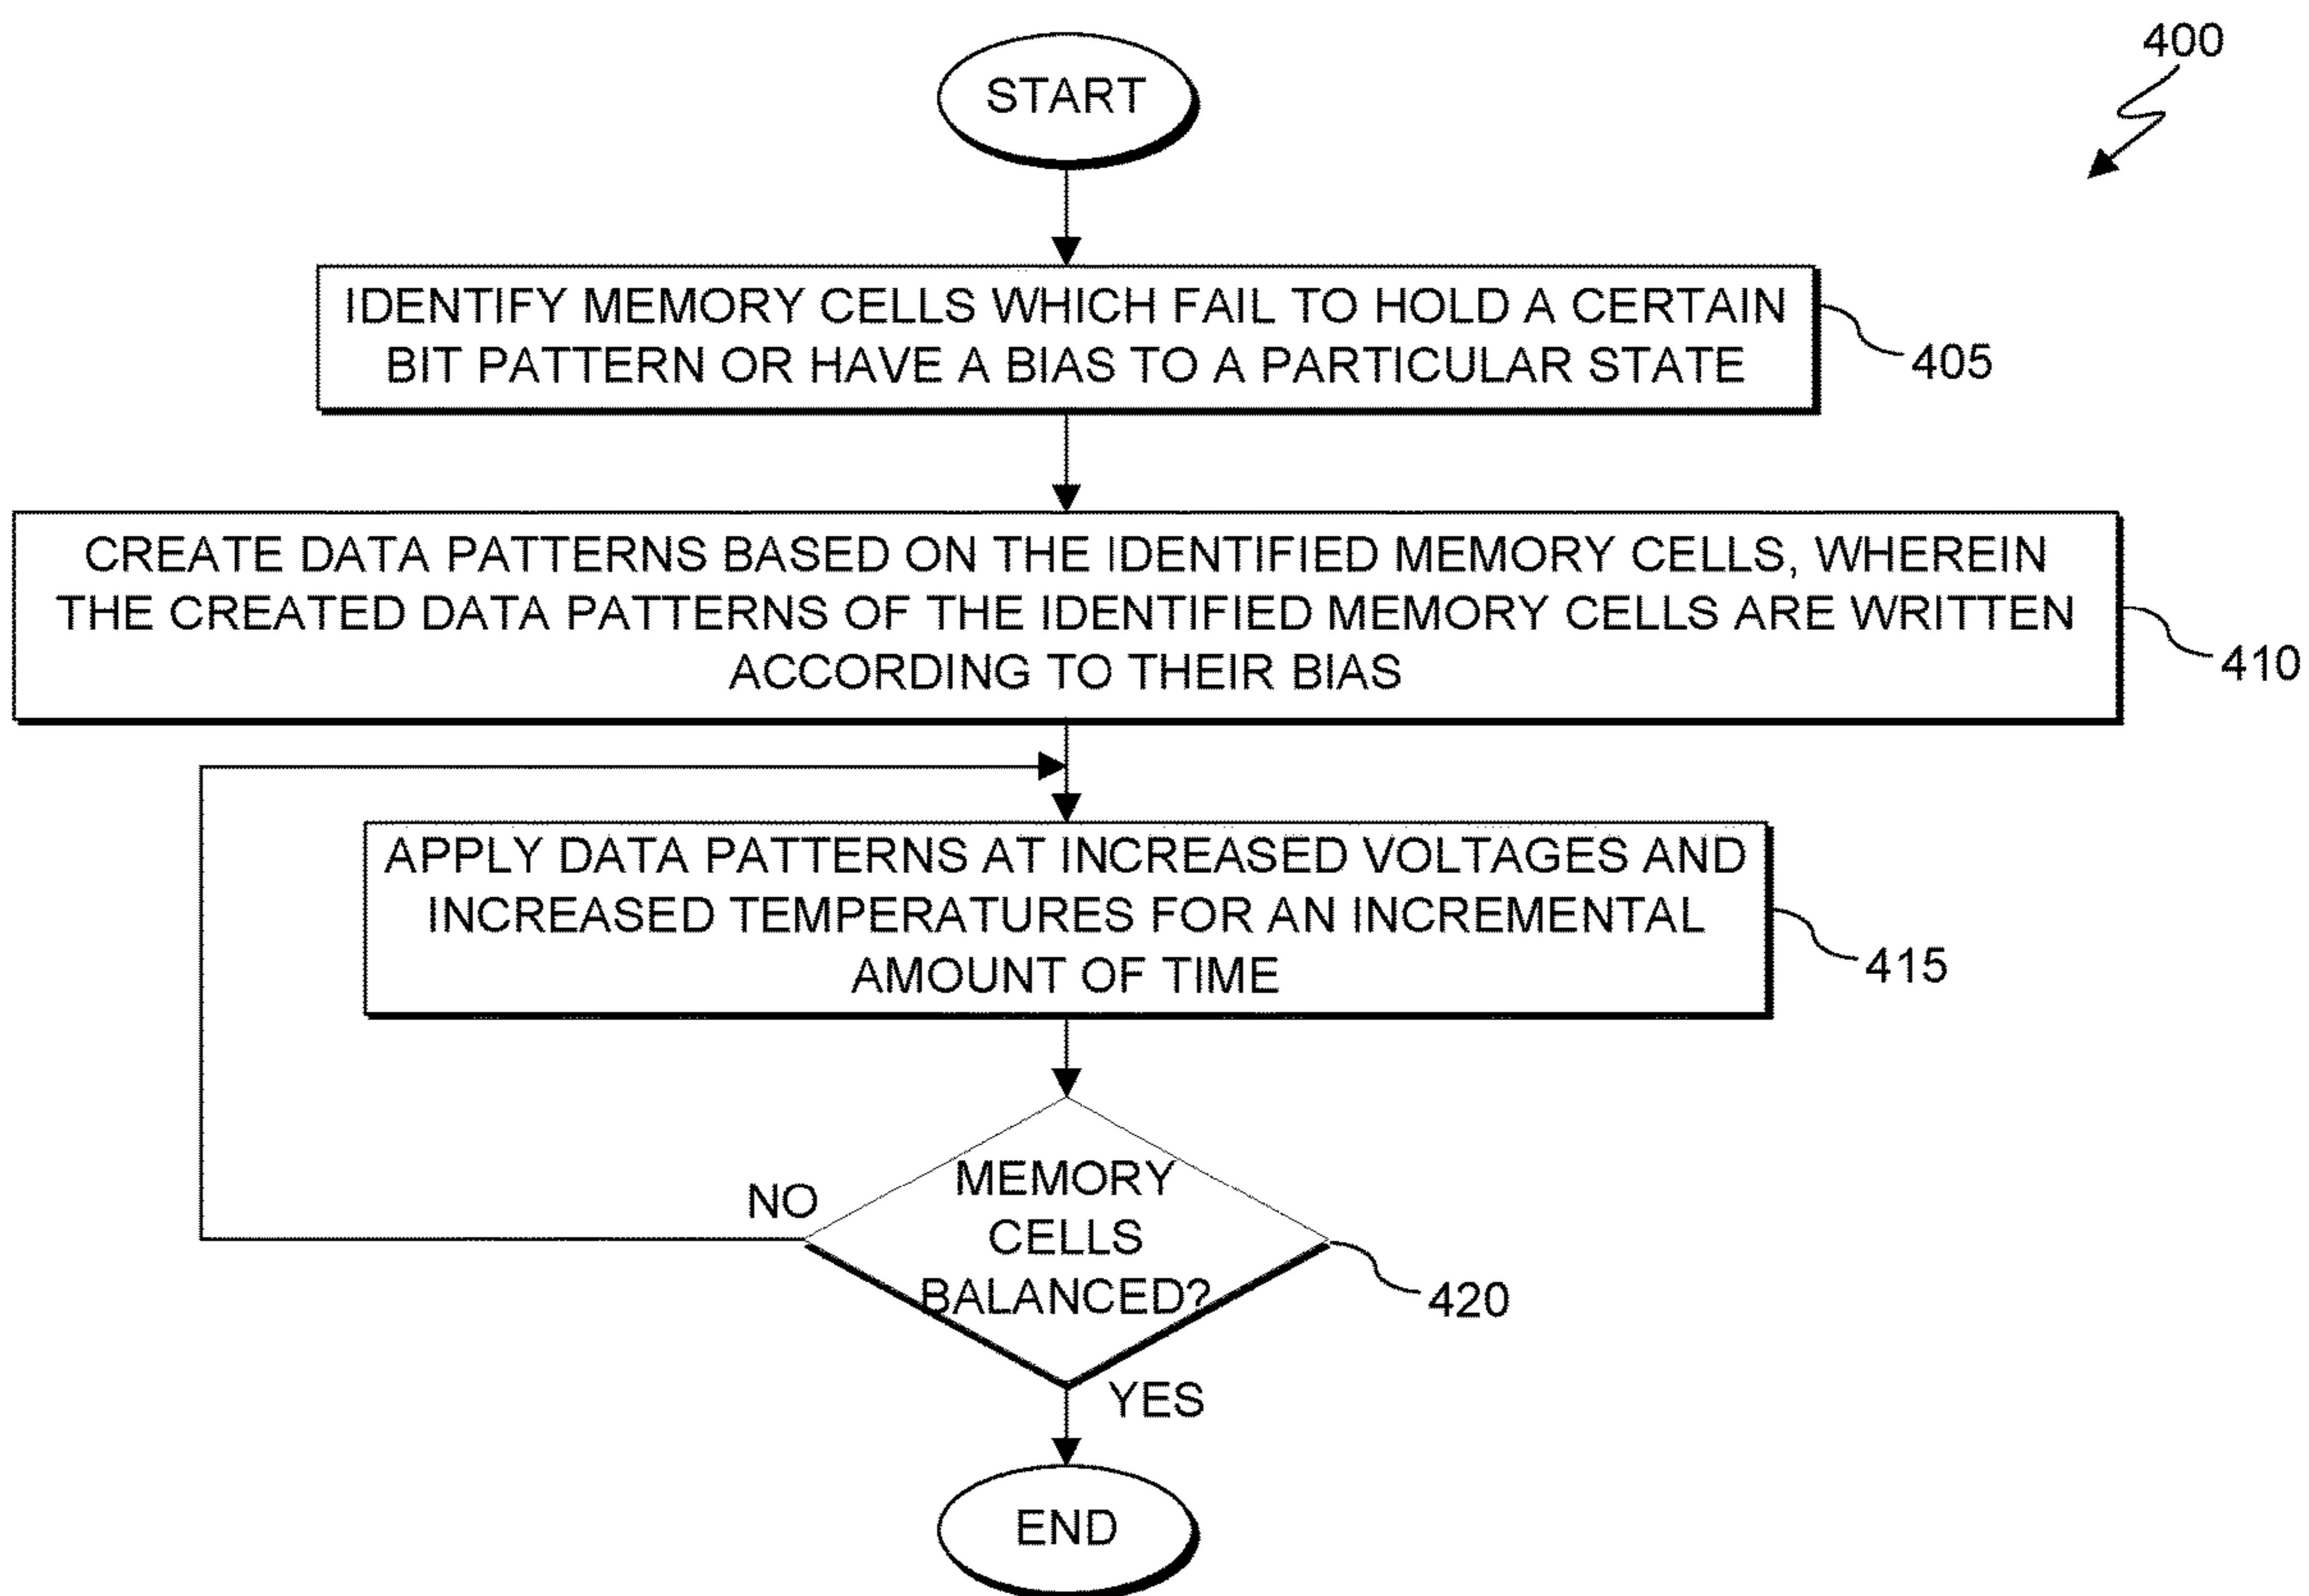 400
START
IDENTIFY MEMORY CELLS WHICH FAIL TO HOLD A CERTAIN
BIT PATTERN OR HAVE A BIAS TO A PARTICULAR STATE
405
CREATE DATA PATTERNS BASED ON THE IDENTIFIED MEMORY CELLS, WHEREIN
THE CREATED DATA PATTERNS OF THE IDENTIFIED MEMORY CELLS ARE WRITTEN
ACCORDING TO THEIR BIAS
410
APPLY DATA PATTERNS AT INCREASED VOLTAGES AND
INCREASED TEMPERATURES FOR AN INCREMENTAL
AMOUNT OF TIME
415
MEMORY
CELLS
BALANCED?
420
NO
YES
END